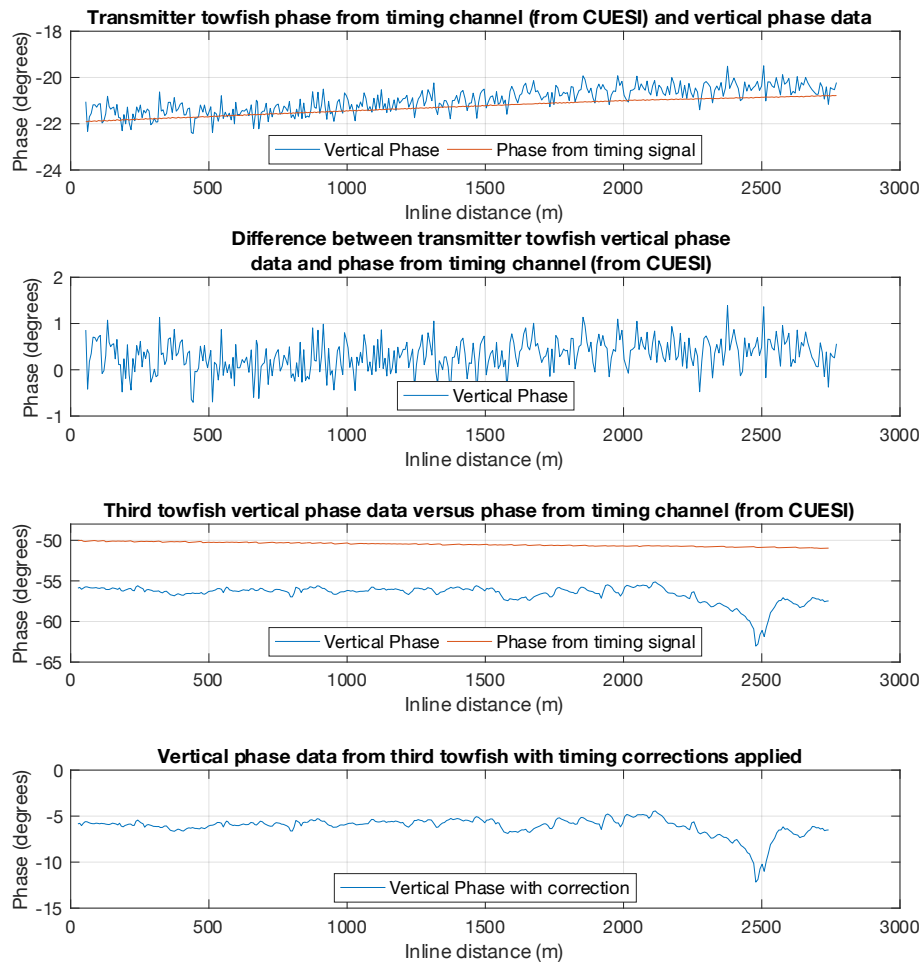 Transmitter towfish phase from timing channel (from CUESI) and vertical phase data
-18
-20
-22
-24
Phase (degrees)
Vertical Phase
Phase from timing signal
0
500
1000
1500
2000
2500
3000
Inline distance (m)
Difference between transmitter towfish vertical phase
data and phase from timing channel (from CUESI)
2
1
0
-1
Phase (degrees)
Vertical Phase
0
500
1000
1500
2000
2500
3000
Inline distance (m)
Third towfish vertical phase data versus phase from timing channel (from CUESI)
-50
-55
-60
-65
Phase (degrees)
Vertical Phase
Phase from timing signal
0
500
1000
1500
2000
2500
3000
Inline distance (m)
Vertical phase data from third towfish with timing corrections applied
0
-5
-10
-15
Phase (degrees)
Vertical Phase with correction
0
500
1000
1500
2000
2500
3000
Inline distance (m)